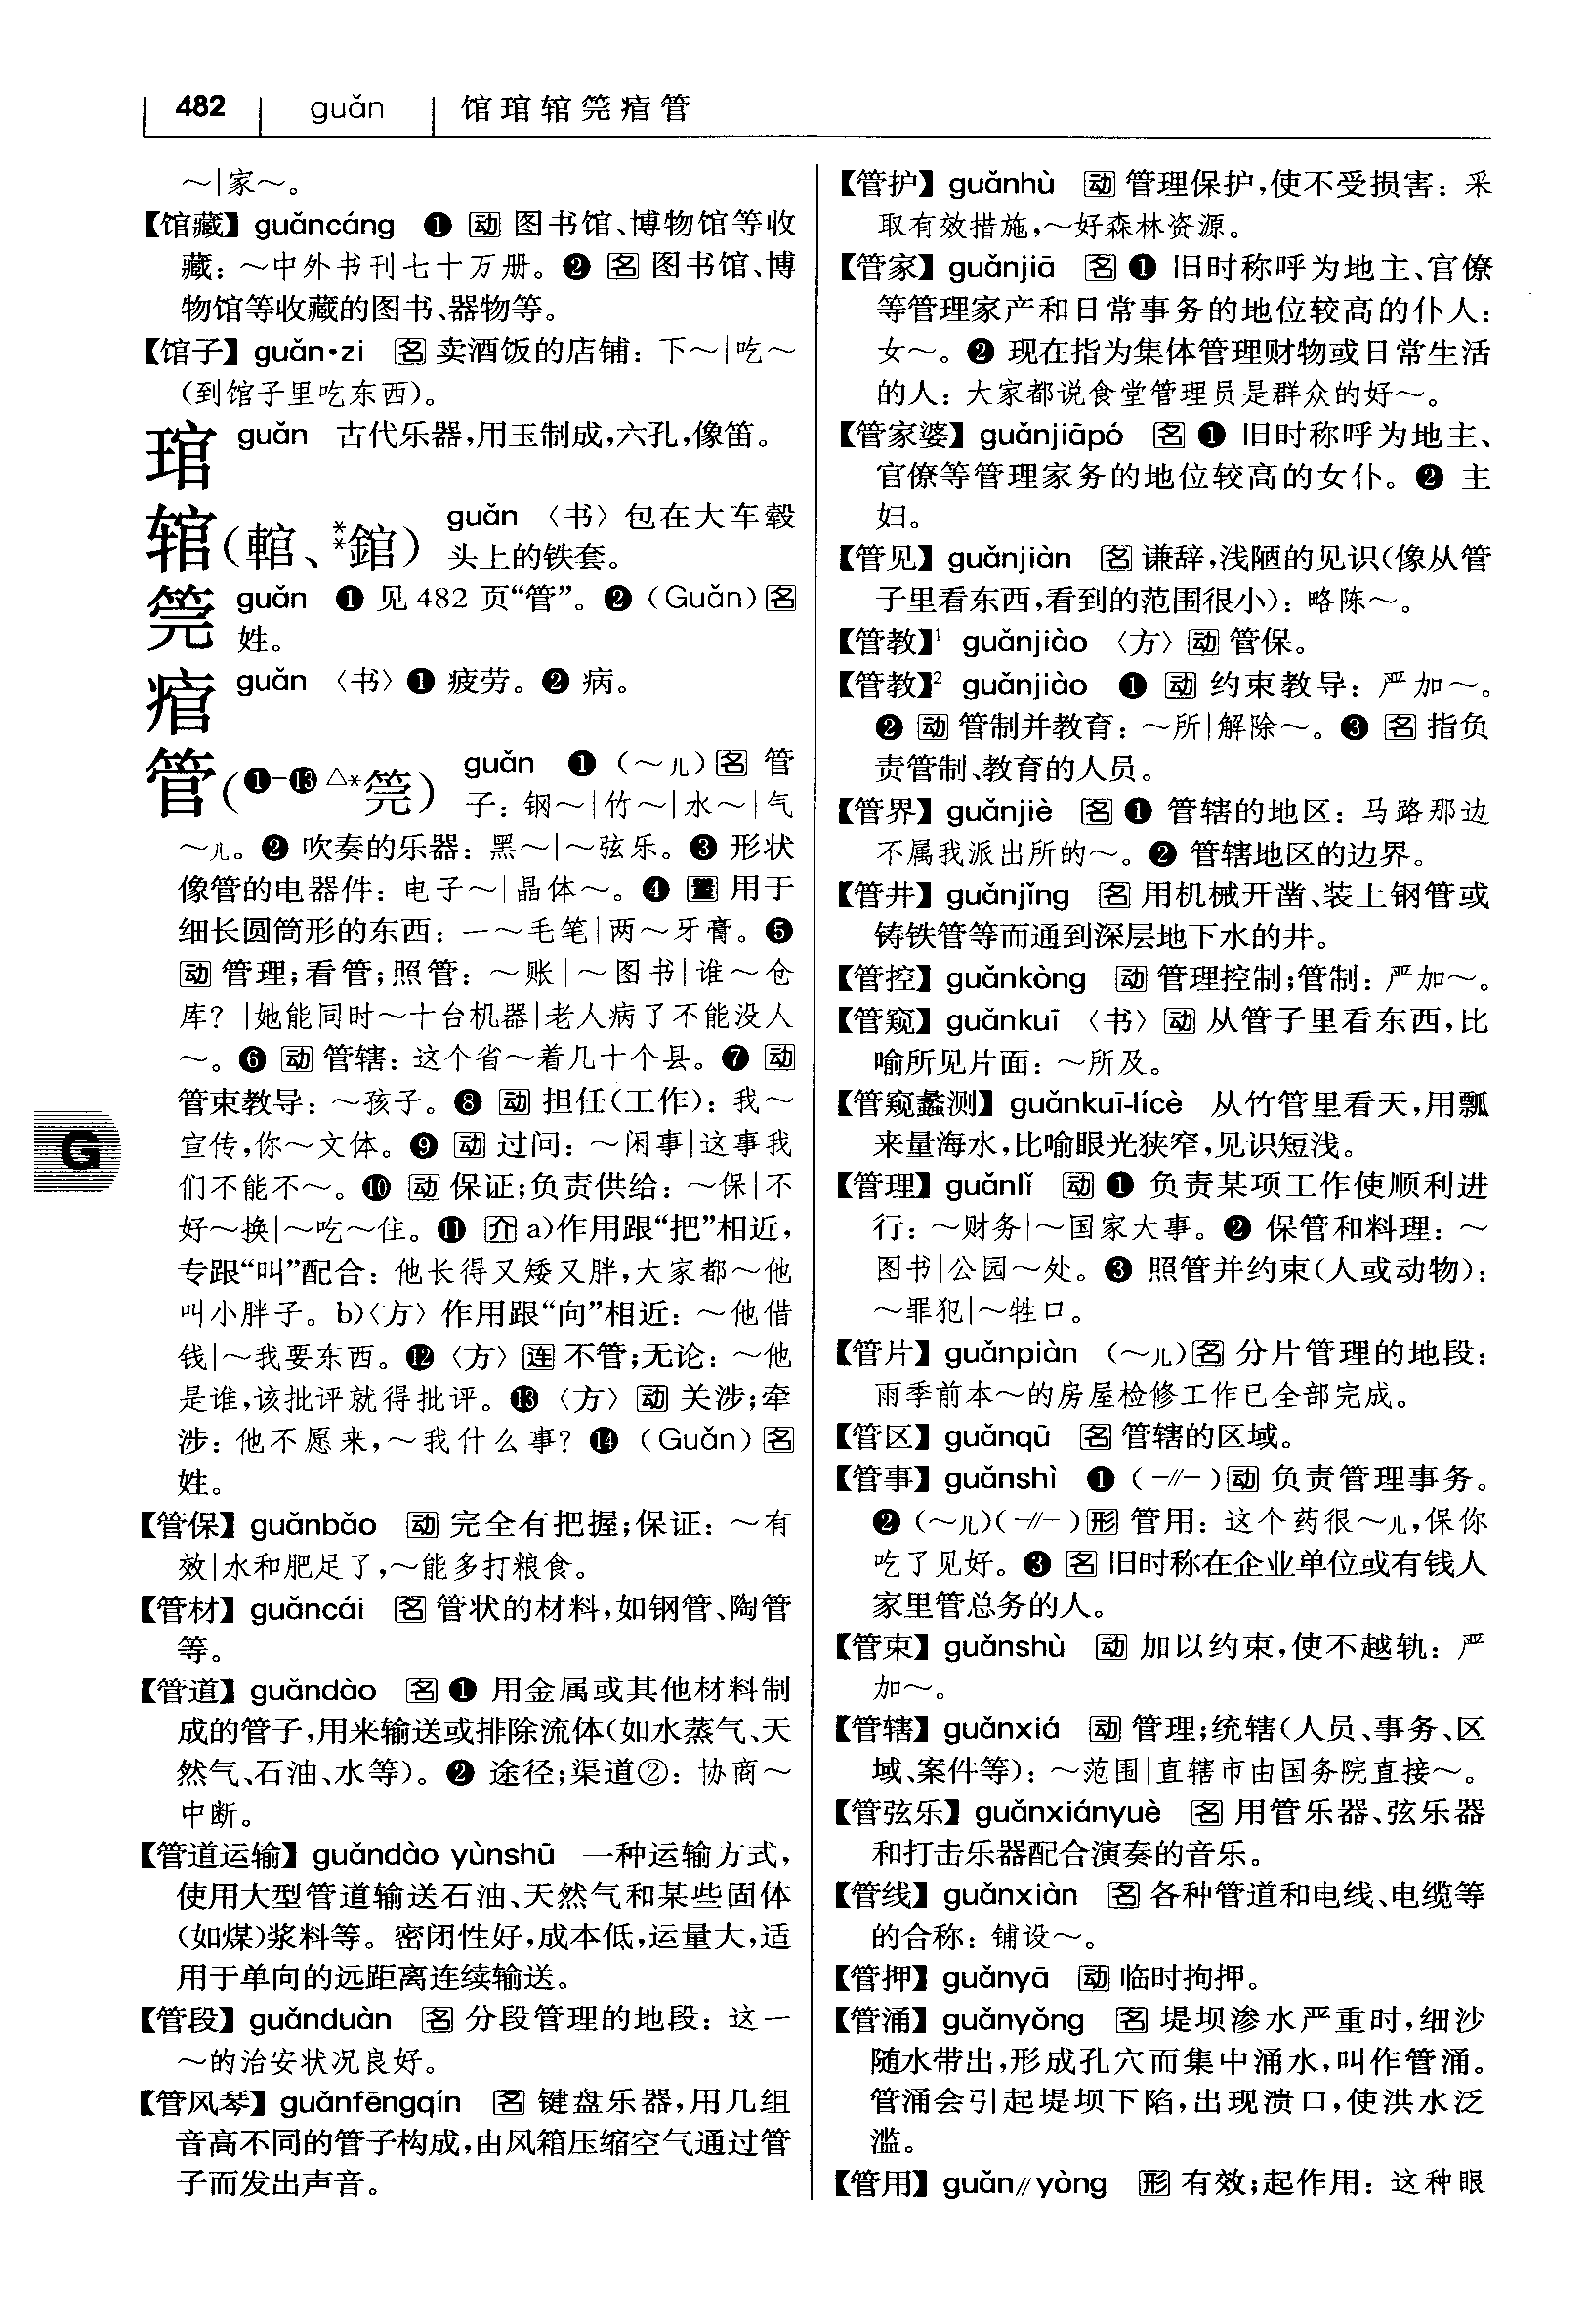 482 guǎn 馆琯辖筦痯管
～|家～。
【馆藏】guǎncáng ❶ 动 图书馆、博物馆等收
藏：～中外书刊七十万册。❷ 名 图书馆、博
物馆等收藏的图书、器物等。
【馆子】guǎn•zi 名 卖酒饭的店铺：下～|吃～
（到馆子里吃东西）。
琯 guǎn 古代乐器，用玉制成，六孔，像笛。
（輨、**錧） guǎn 〈书〉包在大车毂
头上的铁套。
筦 guǎn ❶ 见 482 页“管”。❷（Guǎn）名
姓。
痯 guǎn 〈书〉❶ 疲劳。❷ 病。
管（❶-⓭△*筦） guǎn ❶（～儿）名 管
子：钢～|竹～|水～|气
～儿。❷ 吹奏的乐器：黑～|～弦乐。❸ 形状
像管的电器件：电子～|晶体～。❹ 量 用于
细长圆筒形的东西：一～毛笔|两～牙膏。❺
动 管理；看管；照管：～账|～图书|谁～仓
库？|她能同时～十台机器|老人病了不能没人
～。❻ 动 管辖：这个省～着几十个县。❼ 动
管束教导：～孩子。❽ 动 担任（工作）：我～
宣传，你～文体。❾ 动 过问：～闲事|这事我
们不能不～。❿ 动 保证；负责供给：～保|不
好～换|～吃～住。⓫ 介 a）作用跟“把”相近，
专跟“叫”配合：他长得又矮又胖，大家都～他
叫小胖子。b）〈方〉作用跟“向”相近：～他借
钱|～我要东西。⓬〈方〉连 不管；无论：～他
是谁，该批评就得批评。⓭〈方〉动 关涉；牵
涉：他不愿来，～我什么事？⓮（Guǎn）名
姓。
【管保】guǎnbǎo 动 完全有把握；保证：～有
效|水和肥足了，～能多打粮食。
【管材】guǎncái 名 管状的材料，如钢管、陶管
等。
【管道】guǎndào 名 ❶ 用金属或其他材料制
成的管子，用来输送或排除流体（如水蒸气、天
然气、石油、水等）。❷ 途径；渠道②：协商～
中断。
【管道运输】guǎndào yùnshū 一种运输方式，
使用大型管道输送石油、天然气和某些固体
（如煤）浆料等。密闭性好，成本低，运量大，适
用于单向的远距离连续输送。
【管段】guǎnduàn 名 分段管理的地段：这一
～的治安状况良好。
【管风琴】guǎnfēngqín 名 键盘乐器，用几组
音高不同的管子构成，由风箱压缩空气通过管
子而发出声音。
G
【管护】guǎnhù 动 管理保护，使不受损害：采
取有效措施，～好森林资源。
【管家】guǎnjiā 名 ❶ 旧时称呼为地主、官僚
等管理家产和日常事务的地位较高的仆人：
女～。❷ 现在指为集体管理财物或日常生活
的人：大家都说食堂管理员是群众的好～。
【管家婆】guǎnjiāpó 名 ❶ 旧时称呼为地主、
官僚等管理家务的地位较高的女仆。❷ 主
妇。
【管见】guǎnjiàn 名 谦辞，浅陋的见识（像从管
子里看东西，看到的范围很小）：略陈～。
【管教】¹ guǎnjiào 〈方〉动 管保。
【管教】² guǎnjiào ❶ 动 约束教导：严加～。
❷ 动 管制并教育：～所|解除～。❸ 名 指负
责管制、教育的人员。
【管界】guǎnjiè 名 ❶ 管辖的地区：马路那边
不属我派出所的～。❷ 管辖地区的边界。
【管井】guǎnjǐng 名 用机械开凿、装上钢管或
铸铁管等而通到深层地下水的井。
【管控】guǎnkòng 动 管理控制；管制：严加～。
【管窥】guǎnkuī 〈书〉动 从管子里看东西，比
喻所见片面：～所及。
【管窥蠡测】guǎnkuī-lícè 从竹管里看天，用瓢
来量海水，比喻眼光狭窄，见识短浅。
【管理】guǎnlǐ 动 ❶ 负责某项工作使顺利进
行：～财务|～国家大事。❷ 保管和料理：～
图书|公园～处。❸ 照管并约束（人或动物）：
～罪犯|～牲口。
【管片】guǎnpiàn （～儿）名 分片管理的地段：
雨季前本～的房屋检修工作已全部完成。
【管区】guǎnqū 名 管辖的区域。
【管事】guǎnshì ❶（-//-）动 负责管理事务。
❷（～儿）（-//-）形 管用：这个药很～儿，保你
吃了见好。❸ 名 旧时称在企业单位或有钱人
家里管总务的人。
【管束】guǎnshù 动 加以约束，使不越轨：严
加～。
【管辖】guǎnxiá 动 管理；统辖（人员、事务、区
域、案件等）：～范围|直辖市由国务院直接～。
【管弦乐】guǎnxiányuè 名 用管乐器、弦乐器
和打击乐器配合演奏的音乐。
【管线】guǎnxiàn 名 各种管道和电线、电缆等
的合称：铺设～。
【管押】guǎnyā 动 临时拘押。
【管涌】guǎnyǒng 名 堤坝渗水严重时，细沙
随水带出，形成孔穴而集中涌水，叫作管涌。
管涌会引起堤坝下陷，出现溃口，使洪水泛
滥。
【管用】guǎn//yòng 形 有效；起作用：这种眼